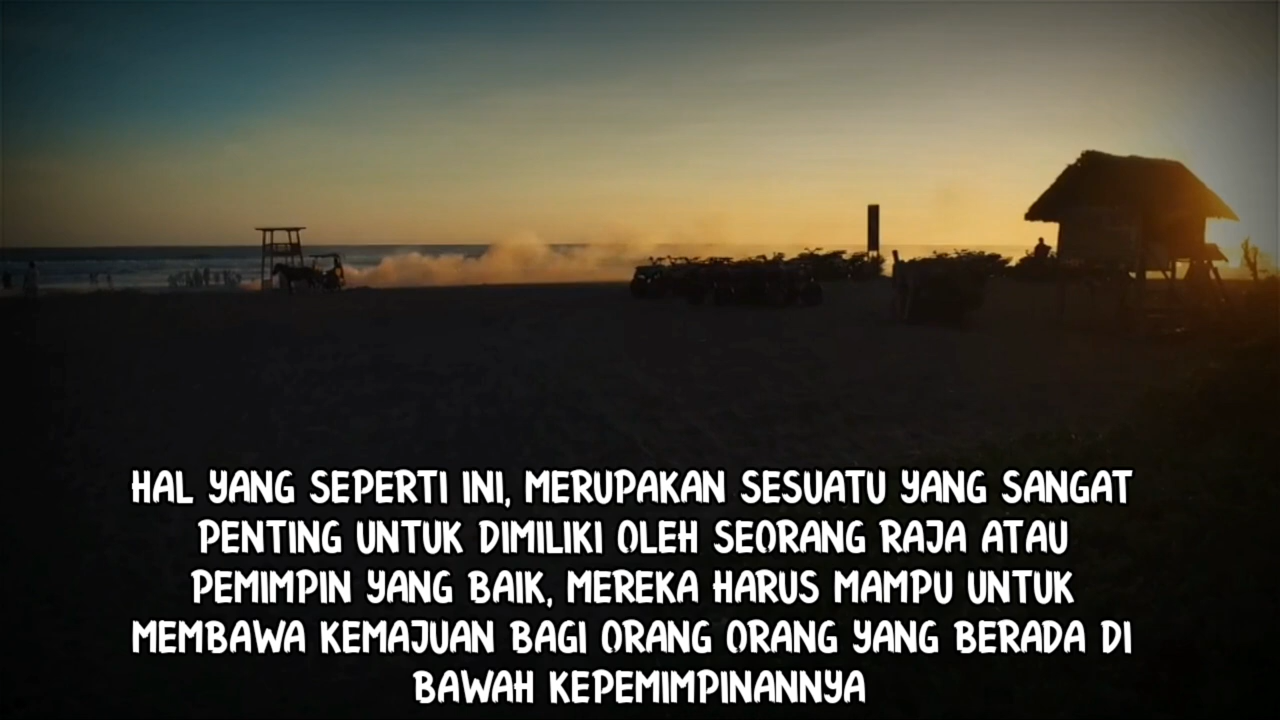 HAL YANG SEPERTI INI, MERUPAKAN SESUATU YANG SANGAT
PENTING UNTUK DIMILIKI OLEH SEORANG RAJA ATAU
PEMIMPIN YANG BAIK, MEREKA HARUS MAMPU UNTUK
MEMBAWA KEMAJUAN BAGI ORANG ORANG YANG BERADA DI
BAWAH KEPEMIMPINANNYA